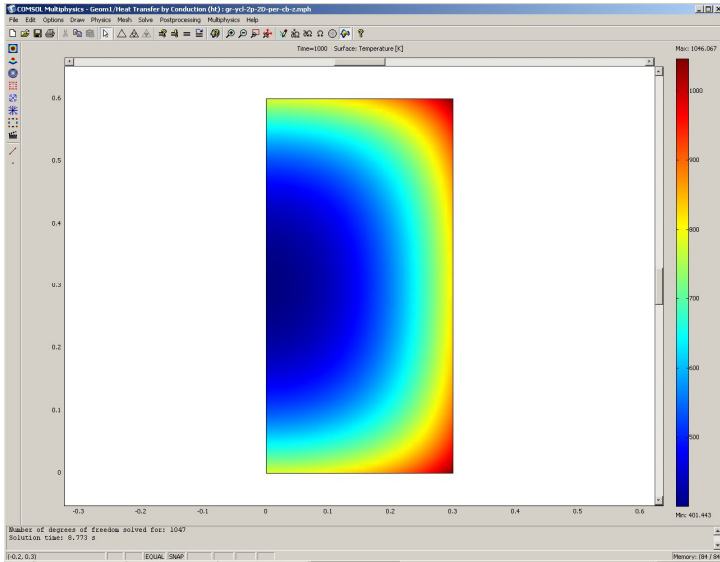 COMSOL Multiphysics - Geom1/Heat Transfer by Conduction (ht) : gr-ycl-2p-2D-per-cb-z.mph
File Edit Options Draw Physics Mesh Solve Postprocessing Multiphysics Help
Time=1000 Surface: Temperature [K]
Max: 1046.067
0.6
0.5
0.4
0.3
0.2
0.1
0
-0.3 -0.2 -0.1 0 0.1 0.2 0.3 0.4 0.5 0.6
1000
900
800
700
600
500
Min: 401.443
Number of degrees of freedom solved for: 1047
Solution time: 8.773 s
(-0.2, 0.3) EQUAL SNAP Memory: (84 / 84